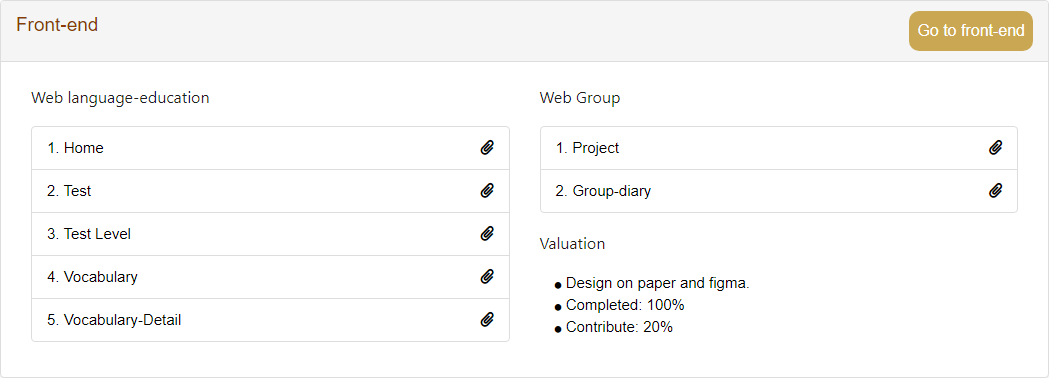 Front-end
Go to front-end
Web language-education
1. Home
2. Test
3. Test Level
4. Vocabulary
5. Vocabulary-Detail
Web Group
1. Project
2. Group-diary
Valuation
● Design on paper and figma.
● Completed: 100%
● Contribute: 20%